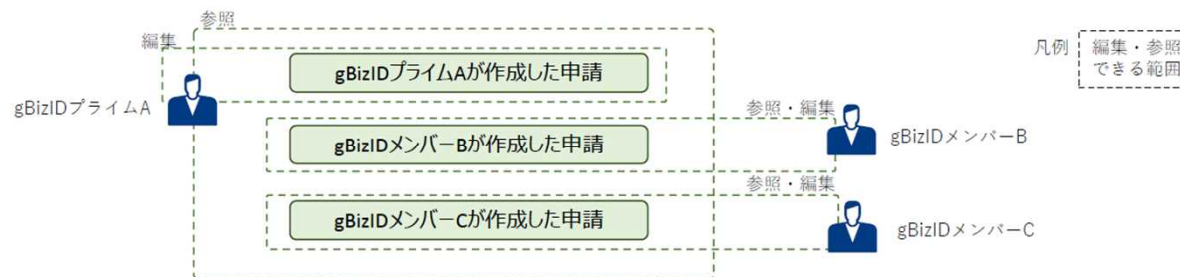 参照
編集
凡例
編集・参照
できる範囲
gBizIDプライムAが作成した申請
gBizIDプライムA
参照・編集
gBizIDメンバーBが作成した申請
gBizIDメンバーB
参照・編集
gBizIDメンバーCが作成した申請
gBizIDメンバーC